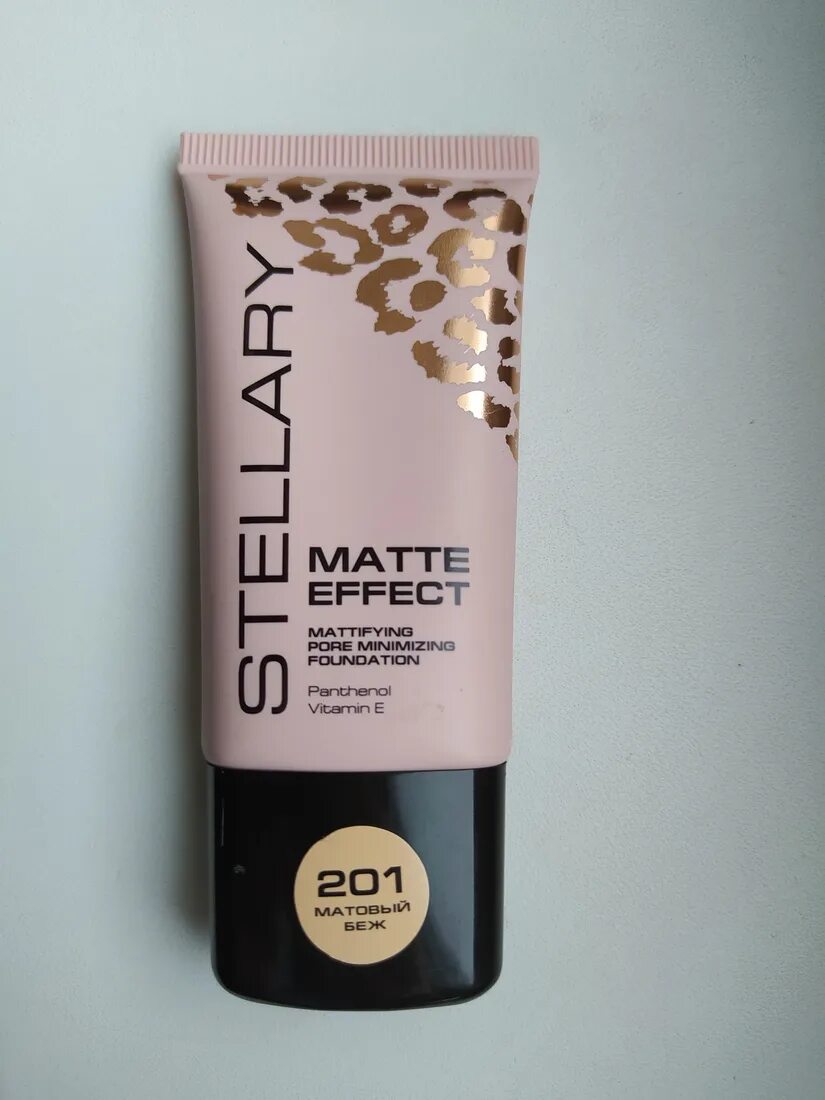 STELLARY
MATTE
EFFECT
MATTIFYING
PORE MINIMIZING
FOUNDATION
Panthenol
Vitamin E
201
МАТОВЫЙ
БЕЖ